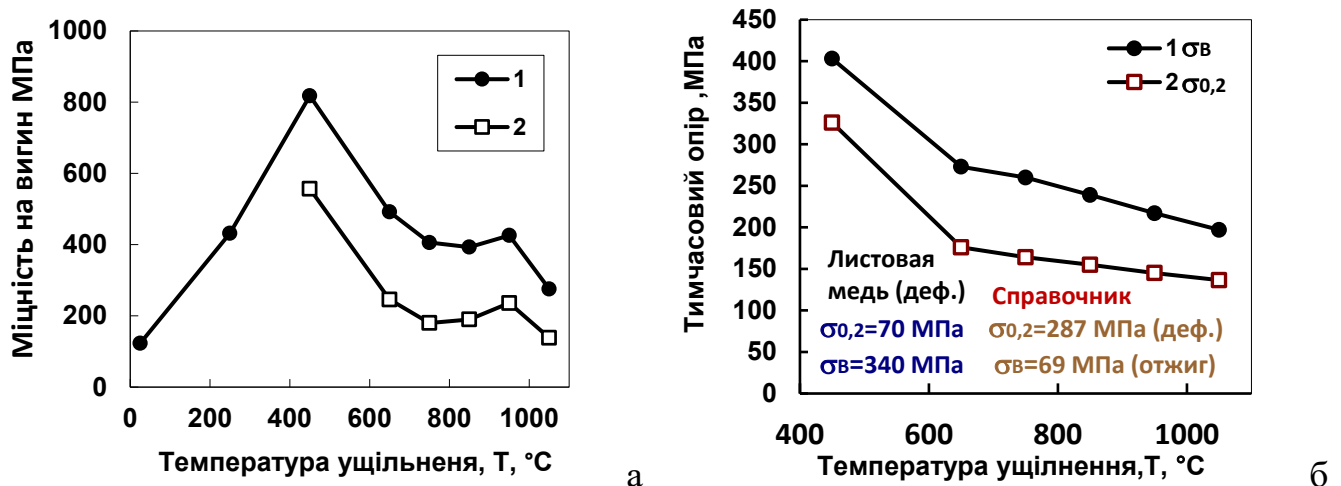 Міцність на вигин МПа
1000
800
600
400
200
0
1
2
0
200
400
600
800
1000
Температура ущільненя, T, °C
а
Тимчасовий опір ,МПа
450
400
350
300
250
200
150
100
50
0
1 σв
2 σ0,2
Листовая
медь (деф.)
σ0,2=70 МПа
σв=340 МПа
Справочник
σ0,2=287 МПа (деф.)
σв=69 МПа (отжиг)
400
600
800
1000
Температура ущілнення,T, °C
б